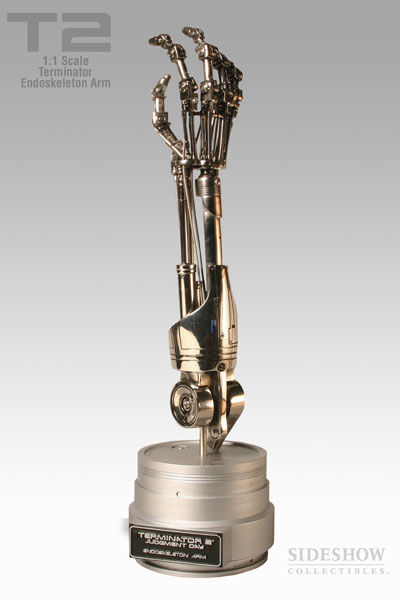 T2
1:1 Scale
Terminator
Endoskeleton Arm
TERMINATOR 2
JUDGMENT DAY
ENDOSKELETON ARM
SIDESHOW
COLLECTIBLES.